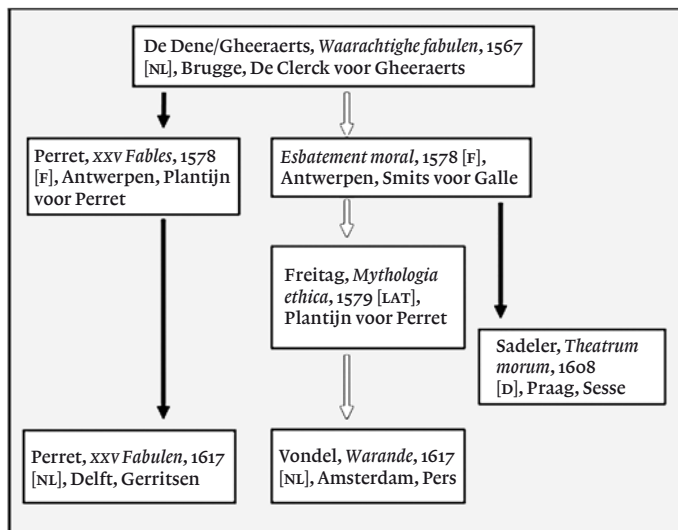 De Dene/Gheeraerts, Waarachtighe fabulen, 1567
[NL], Brugge, De Clerck voor Gheeraerts
Perret, XXV Fables, 1578
[F], Antwerpen, Plantijn
voor Perret
Esbatement moral, 1578 [F],
Antwerpen, Smits voor Galle
Freitag, Mythologia
ethica, 1579 [LAT],
Plantijn voor Perret
Sadeler, Theatrum
morum, 1608
[D], Praag, Sesse
Perret, XXV Fabulen, 1617
[NL], Delft, Gerritsen
Vondel, Warande, 1617
[NL], Amsterdam, Pers